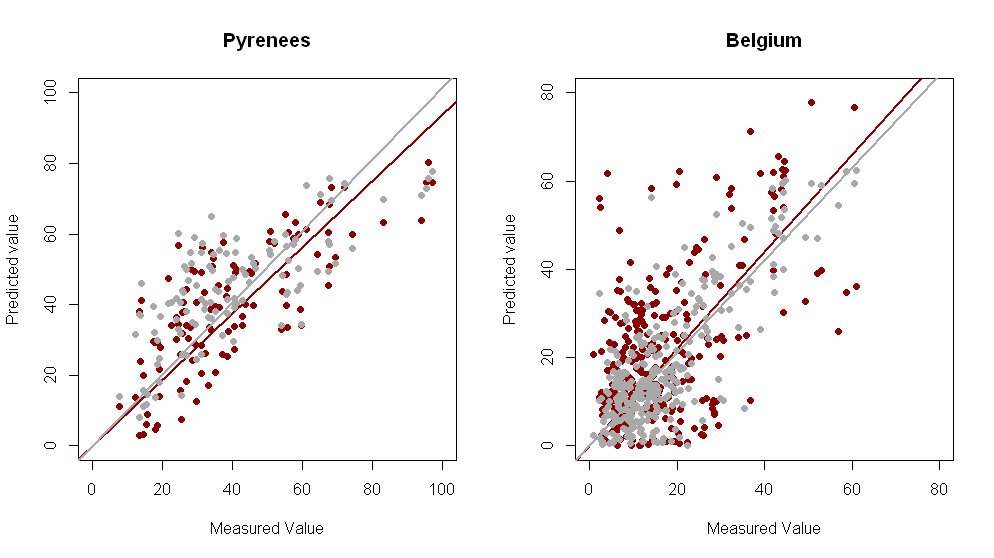 Pyrenees
Predicted value
100
80
60
40
20
0
0 20 40 60 80 100
Measured Value
Belgium
Predicted value
80
60
40
20
0
0 20 40 60 80
Measured Value